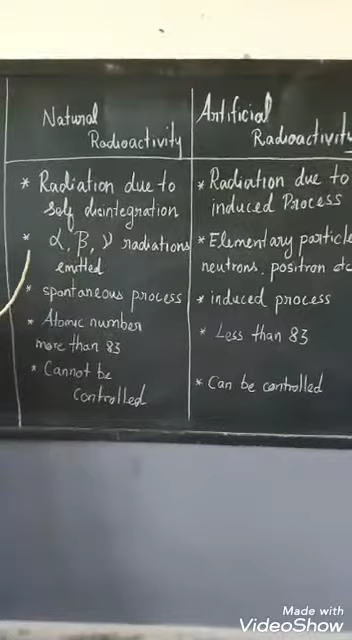 Natural
Radioactivity
* Radiation due to
self disintegration
* α, β, γ radiations
emitted
* spontaneous process
* Atomic number
more than 83
* Cannot be
controlled
Artificial
Radioactivity
* Radiation due to
induced Process
* Elementary particle
neutrons, positron etc
* induced process
* Less than 83
* Can be controlled
Made with
VideoShow